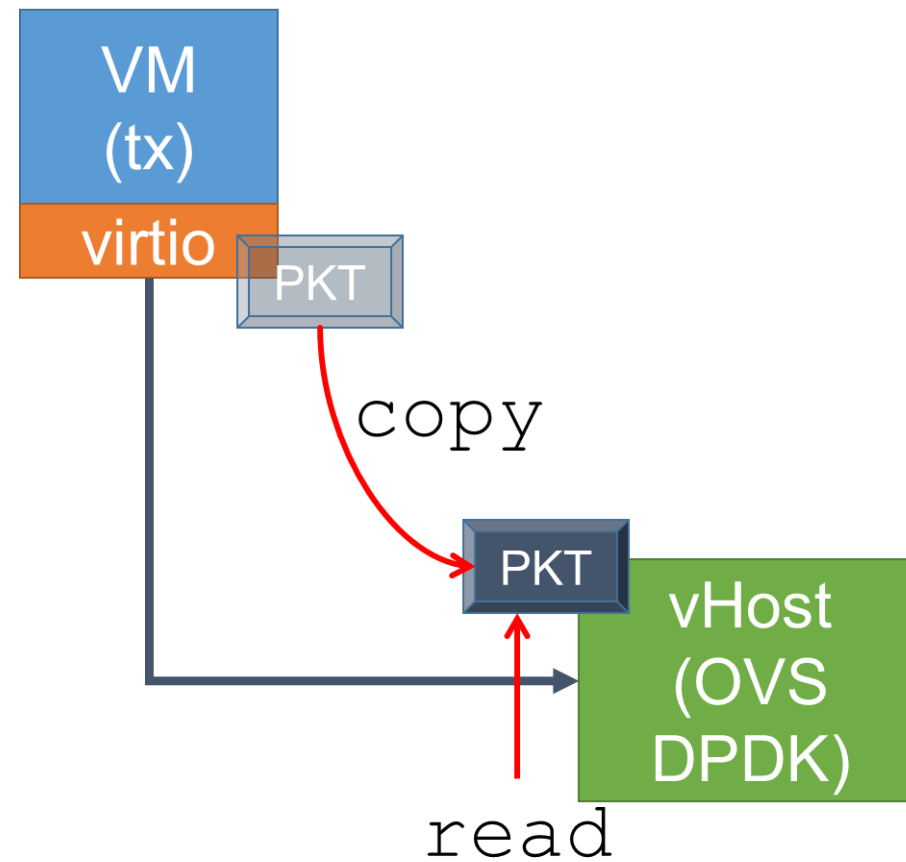 VM
(tx)
virtio
PKT
copy
PKT
vHost
(OVS
DPDK)
read